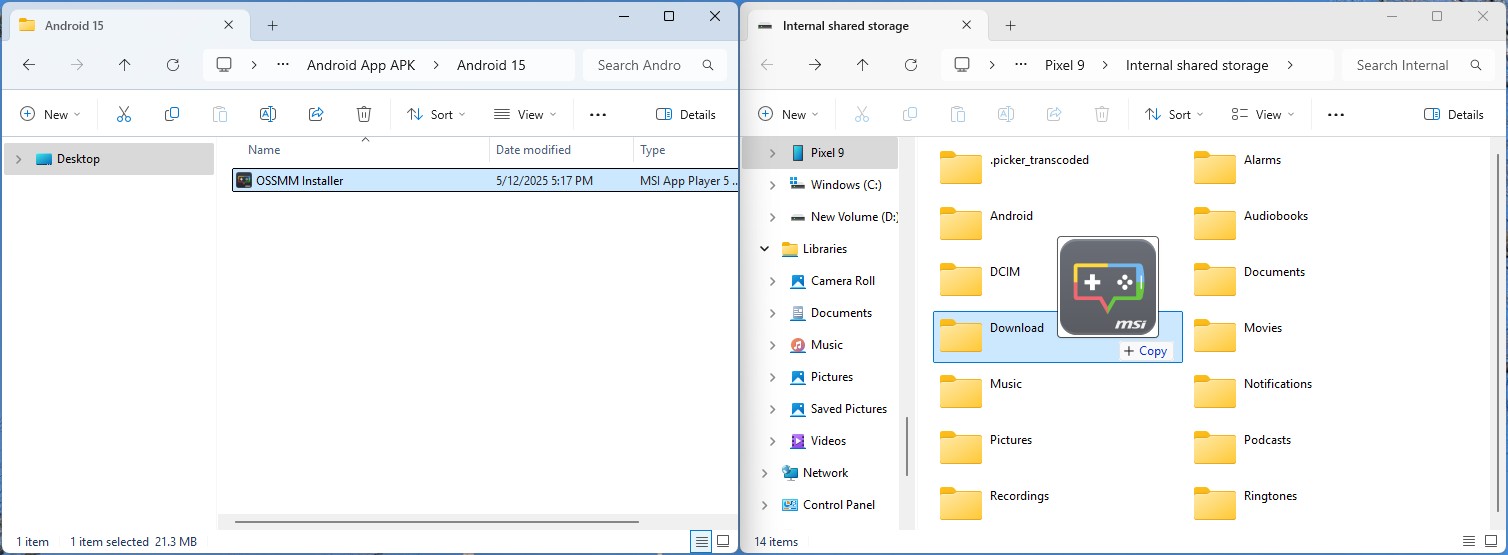 Android 15
Android App APK
Android 15
Search Andro
New
Sort
View
Details
Desktop
Name
Date modified
Type
OSSMM Installer
5/12/2025 5:17 PM
MSI App Player 5 ..
1 item
1 item selected 21.3 MB
Internal shared storage
Pixel 9
Internal shared storage
Search Internal
New
Sort
View
Details
Pixel 9
Windows (C:)
New Volume (D:)
Libraries
Camera Roll
Documents
Music
Pictures
Saved Pictures
Videos
Network
Control Panel
.picker_transcoded
Alarms
Android
Audiobooks
DCIM
Documents
Download
Movies
msi
Copy
Music
Notifications
Pictures
Podcasts
Recordings
Ringtones
14 items